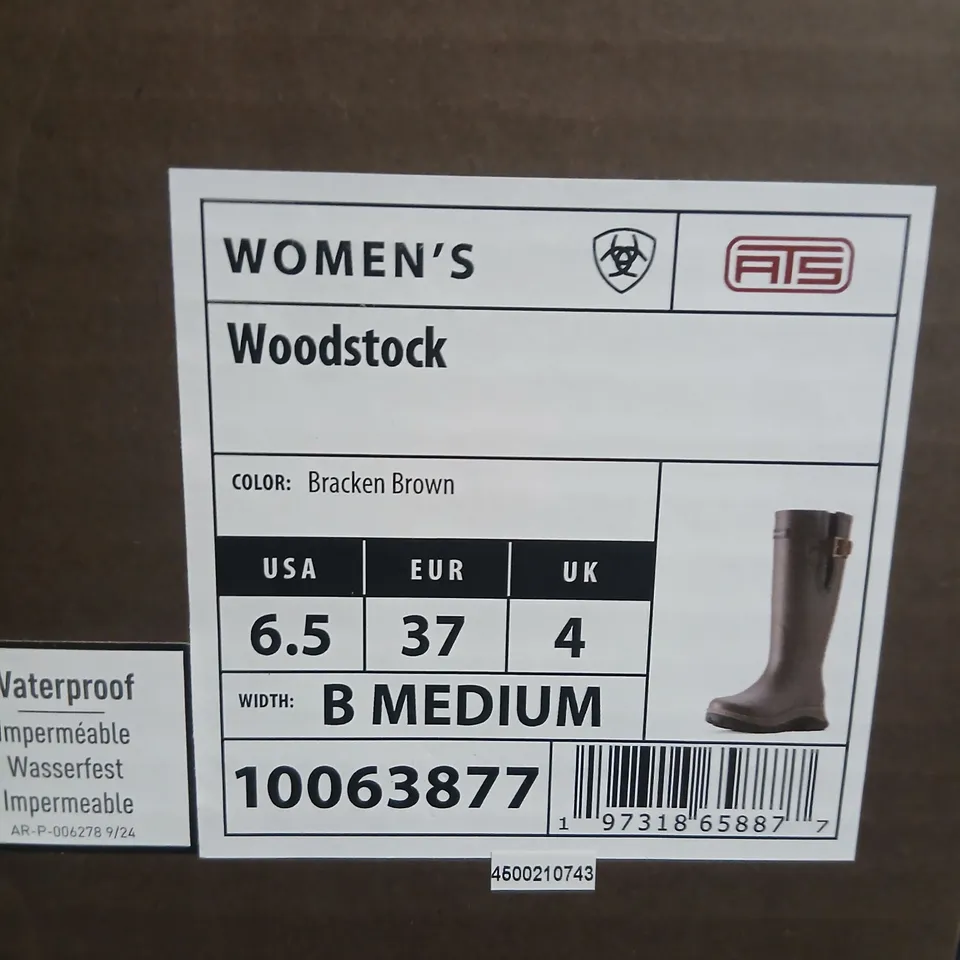 WOMEN'S
ATS
Woodstock
COLOR: Bracken Brown
USA EUR UK
6.5 37 4
WIDTH: B MEDIUM
10063877
1 97318 65887 7
Waterproof
Imperméable
Wasserfest
Impermeable
AR-P-006278 9/24
4500210743